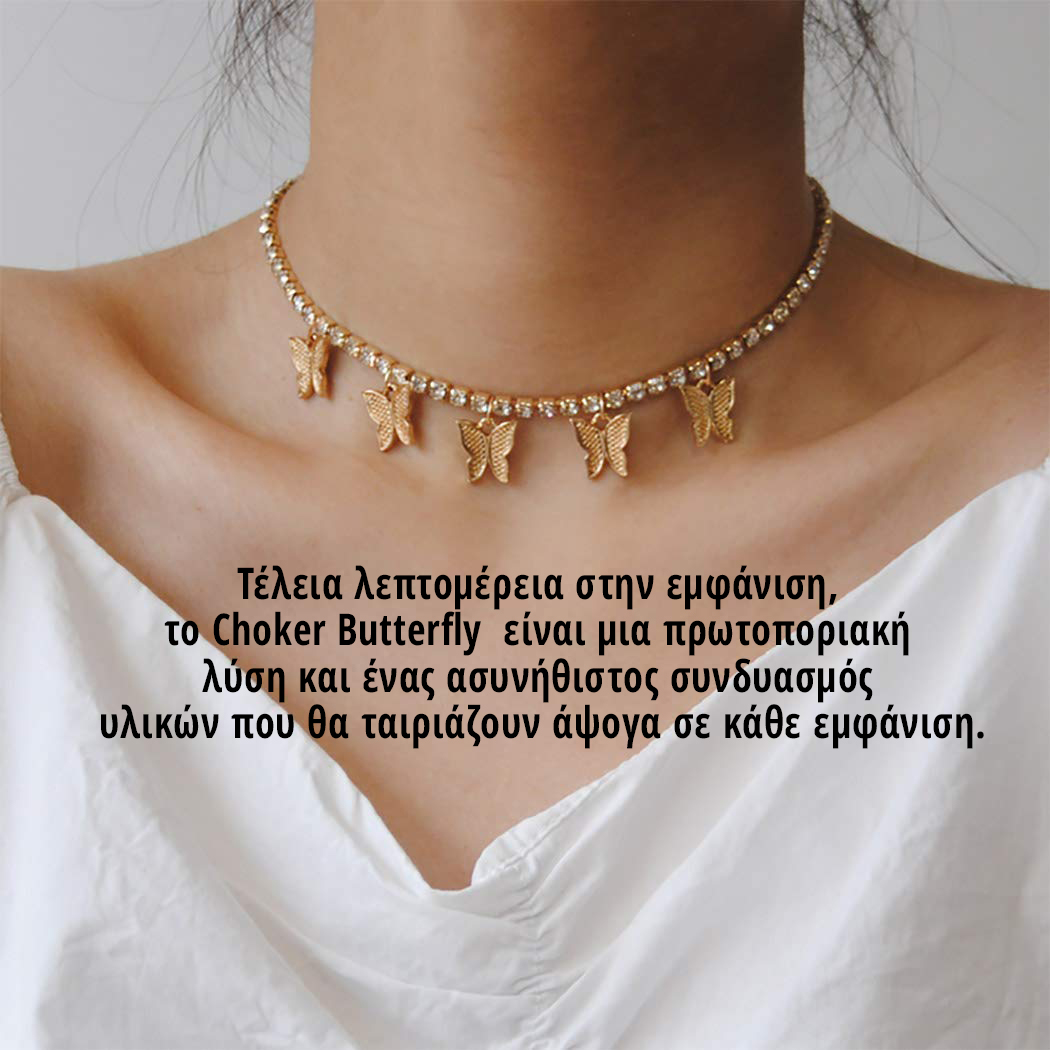 Τέλεια λεπτομέρεια στην εμφάνιση,
το Choker Butterfly είναι μια πρωτοποριακή
λύση και ένας ασυνήθιστος συνδυασμός
υλικών που θα ταιριάζουν άψογα σε κάθε εμφάνιση.